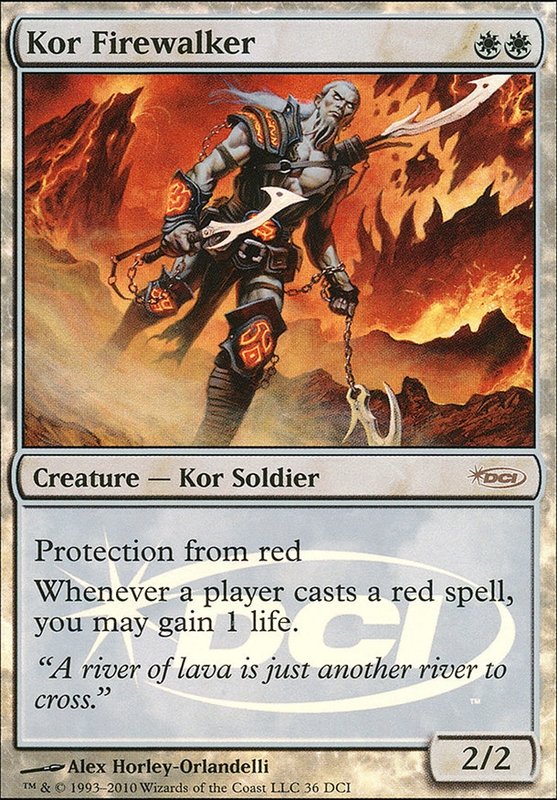 Kor Firewalker
Creature — Kor Soldier
DCI
Protection from red
Whenever a player casts a red spell,
you may gain 1 life.
“A river of lava is just another river to
cross.”
DCI
™
2/2
Alex Horley-Orlandelli
™ & © 1993–2010 Wizards of the Coast LLC 36 DCI